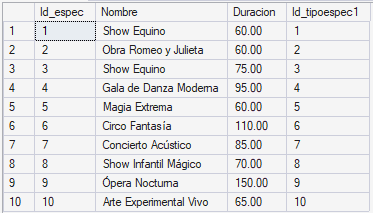 Id_espec Nombre Duracion Id_tipoespec1
1 1 Show Equino 60.00 1
2 2 Obra Romeo y Julieta 60.00 2
3 3 Show Equino 75.00 3
4 4 Gala de Danza Moderna 95.00 4
5 5 Magia Extrema 60.00 5
6 6 Circo Fantasía 110.00 6
7 7 Concierto Acústico 85.00 7
8 8 Show Infantil Mágico 70.00 8
9 9 Ópera Nocturna 150.00 9
10 10 Arte Experimental Vivo 65.00 10